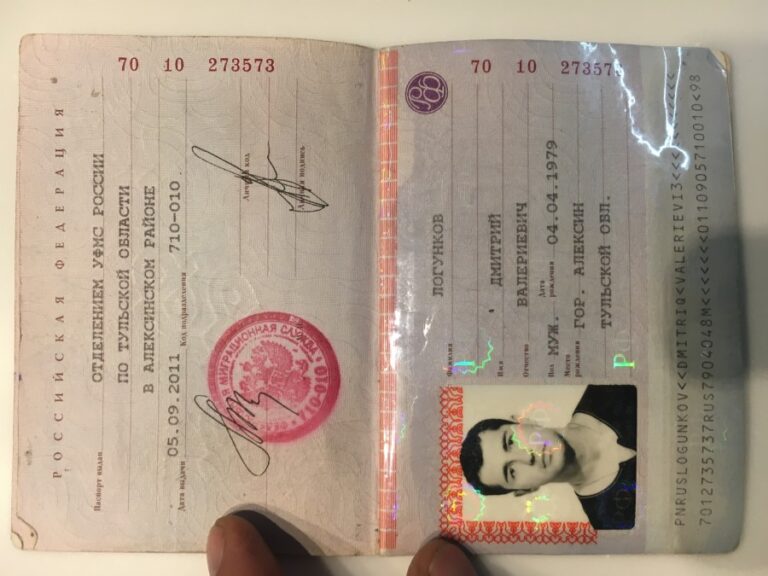 РОССИЙСКАЯ ФЕДЕРАЦИЯ
70 10 273573
Паспорт выдан ОТДЕЛЕНИЕМ УФМС РОССИИ
ПО ТУЛЬСКОЙ ОБЛАСТИ
В АЛЕКСИНСКОМ РАЙОНЕ
Дата выдачи 05.09.2011 Код подразделения 710-010
Личный код
Личная подпись
МИГРАЦИОННАЯ СЛУЖБА
710-010
70 10 273573
РФ
Фамилия ЛОГУНКОВ
Имя ДМИТРИЙ
Отчество ВАЛЕРИЕВИЧ
Пол МУЖ. Дата рождения 04.04.1979
Место рождения ГОР. АЛЕКСИН
ТУЛЬСКОЙ ОБЛ.
PNRUSLOGUNKOV<<DMITRIQ<VALERIEVI3<<<
7012735737RUS7904048M<<<<<<<0110905710010<98